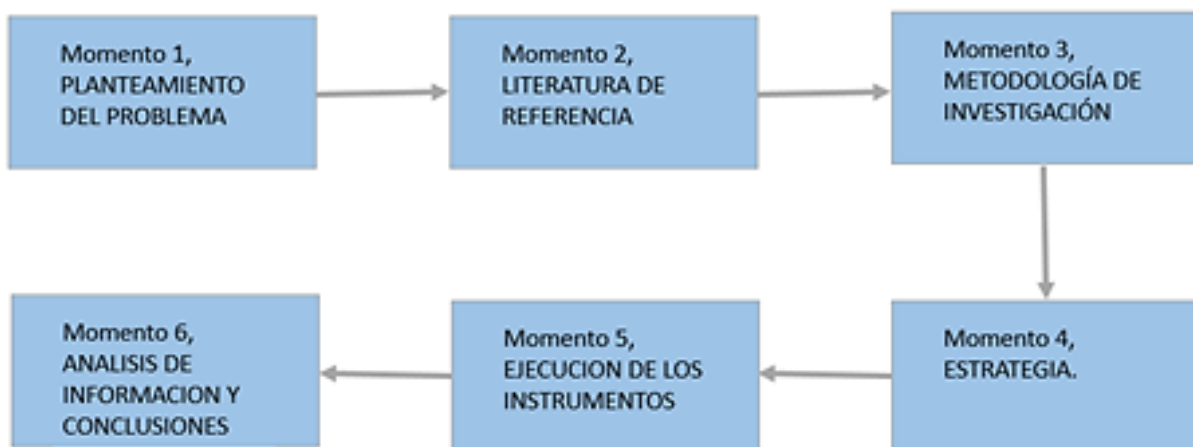 Momento 1,
PLANTEAMIENTO
DEL PROBLEMA
Momento 2,
LITERATURA DE
REFERENCIA
Momento 3,
METODOLOGÍA DE
INVESTIGACIÓN
Momento 4,
ESTRATEGIA.
Momento 5,
EJECUCION DE LOS
INSTRUMENTOS
Momento 6,
ANALISIS DE
INFORMACION Y
CONCLUSIONES